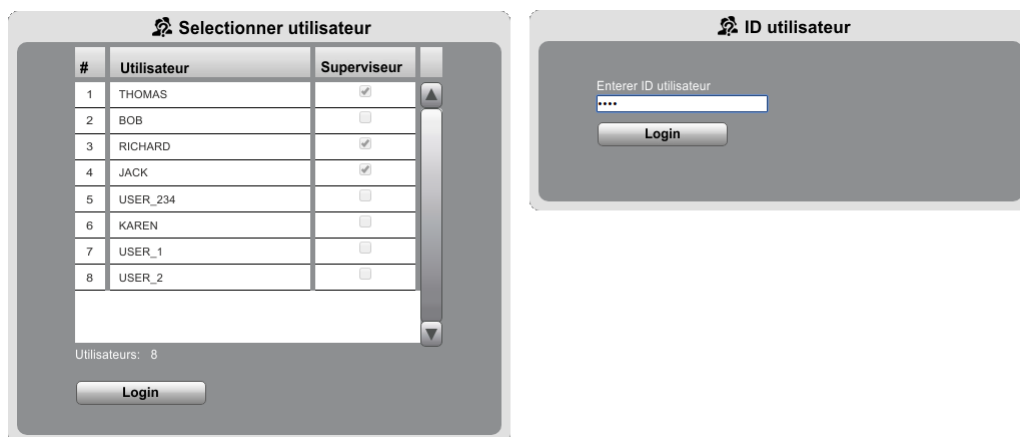 Selectionner utilisateur
# Utilisateur Superviseur
1 THOMAS
2 BOB
3 RICHARD
4 JACK
5 USER_234
6 KAREN
7 USER_1
8 USER_2
Utilisateurs: 8
Login
ID utilisateur
Enterer ID utilisateur
••••
Login